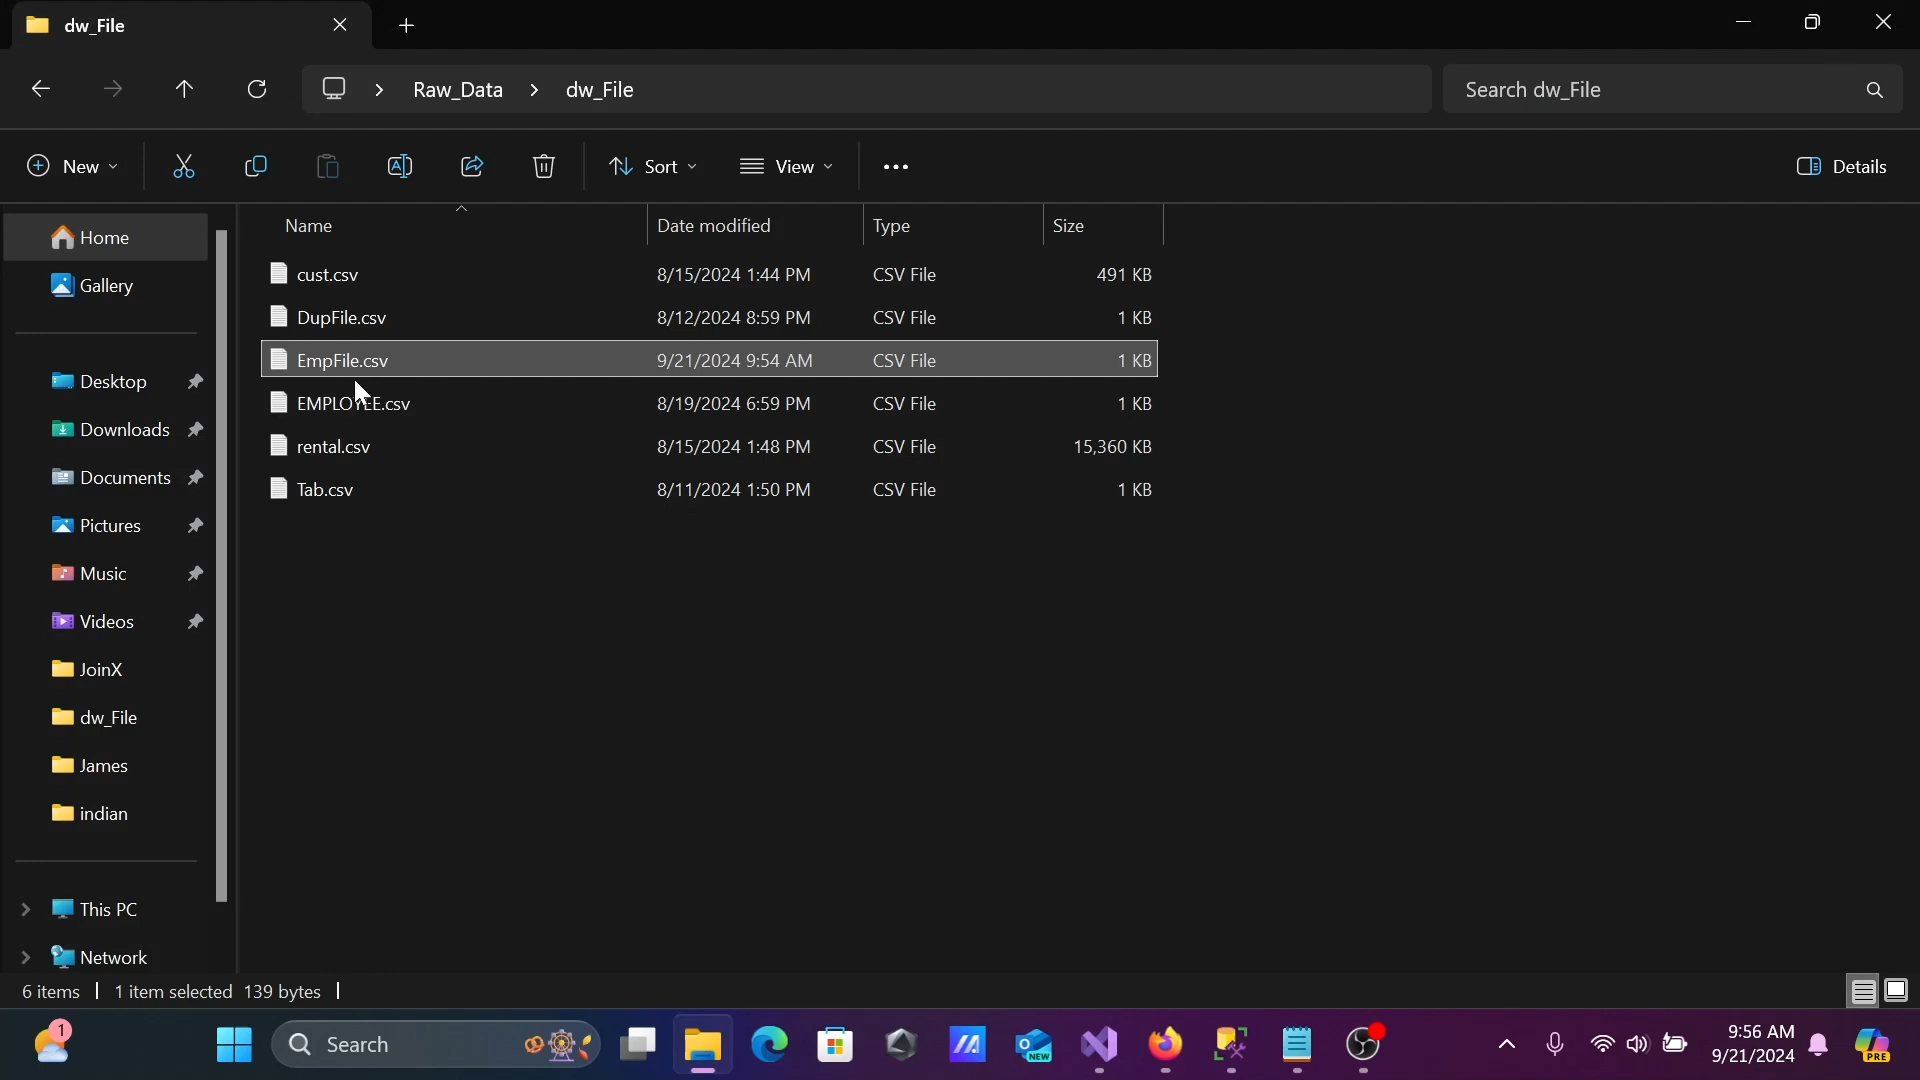 dw_File
Raw_Data > dw_File
Search dw_File
New
Sort
View
Details
Name
Date modified
Type
Size
cust.csv 8/15/2024 1:44 PM CSV File 491 KB
DupFile.csv 8/12/2024 8:59 PM CSV File 1 KB
EmpFile.csv 9/21/2024 9:54 AM CSV File 1 KB
EMPLOYEE.csv 8/19/2024 6:59 PM CSV File 1 KB
rental.csv 8/15/2024 1:48 PM CSV File 15,360 KB
Tab.csv 8/11/2024 1:50 PM CSV File 1 KB
Home
Gallery
Desktop
Downloads
Documents
Pictures
Music
Videos
JoinX
dw_File
James
indian
This PC
Network
6 items | 1 item selected 139 bytes |
1
Search
NEW
9:56 AM
9/21/2024
PRE